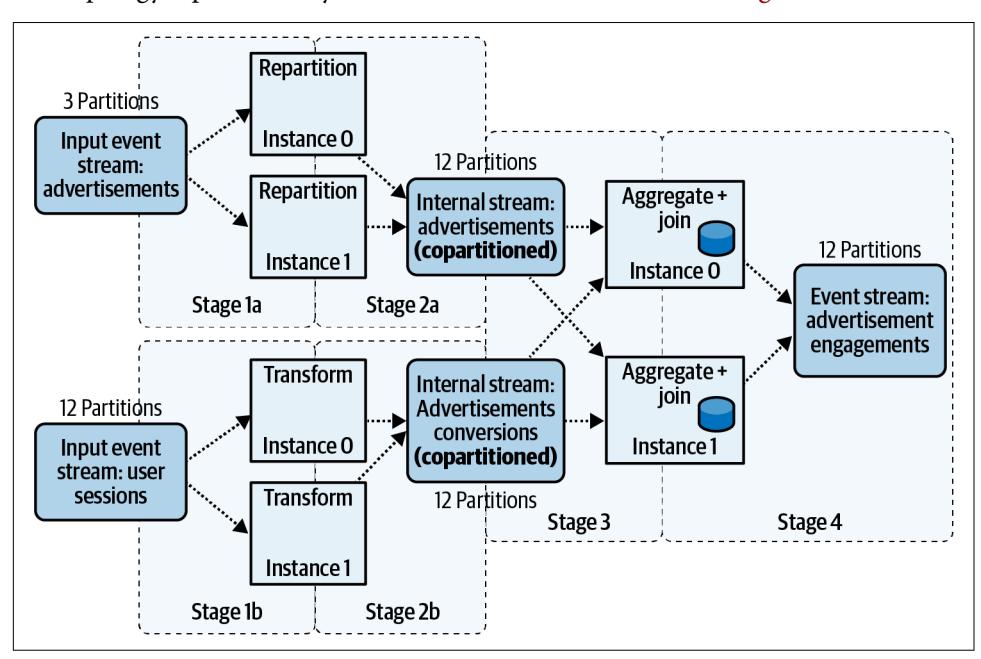 3 Partitions
Input event
stream:
advertisements
Repartition
Instance 0
Repartition
Instance 1
Stage 1a
Stage 2a
12 Partitions
Internal stream:
advertisements
(copartitioned)
12 Partitions
Input event
stream: user
sessions
Transform
Instance 0
Transform
Instance 1
Stage 1b
Stage 2b
Internal stream:
Advertisements
conversions
(copartitioned)
12 Partitions
Aggregate +
join
Instance 0
Aggregate +
join
Instance 1
Stage 3
12 Partitions
Event stream:
advertisement
engagements
Stage 4